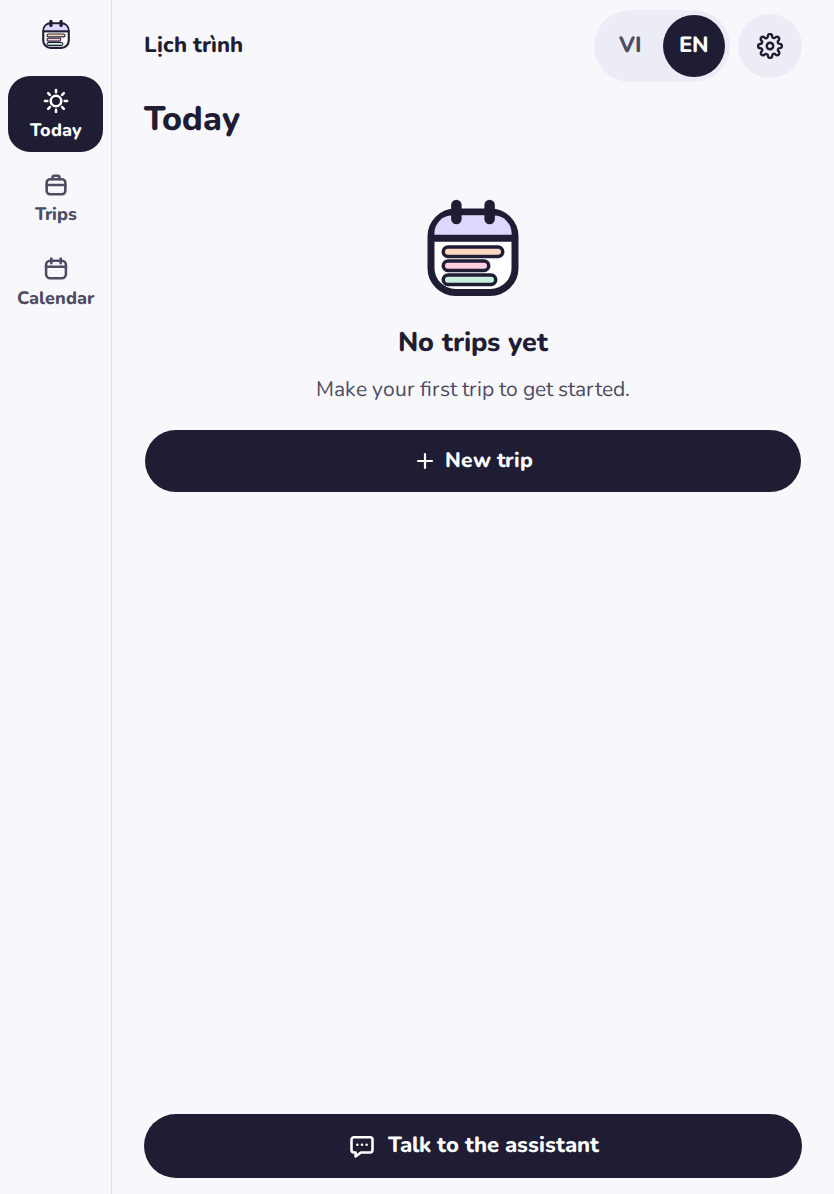 Lịch trình
VI
EN
Today
Trips
Calendar
Today
No trips yet
Make your first trip to get started.
New trip
Talk to the assistant